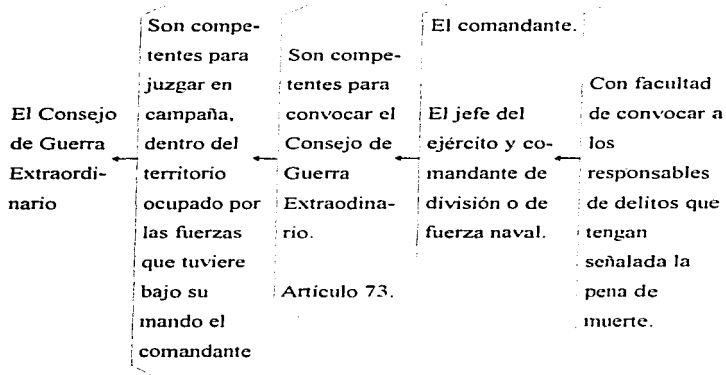 El Consejo
de Guerra
Extraordi-
nario
Son compe-
tentes para
juzgar en
campaña,
dentro del
territorio
ocupado por
las fuerzas
que tuviere
bajo su
mando el
comandante
Son compe-
tentes para
convocar el
Consejo de
Guerra
Extraodina-
rio.
Artículo 73.
El comandante.
El jefe del
ejército y co-
mandante de
división o de
fuerza naval.
Con facultad
de convocar a
los
responsables
de delitos que
tengan
señalada la
pena de
muerte.